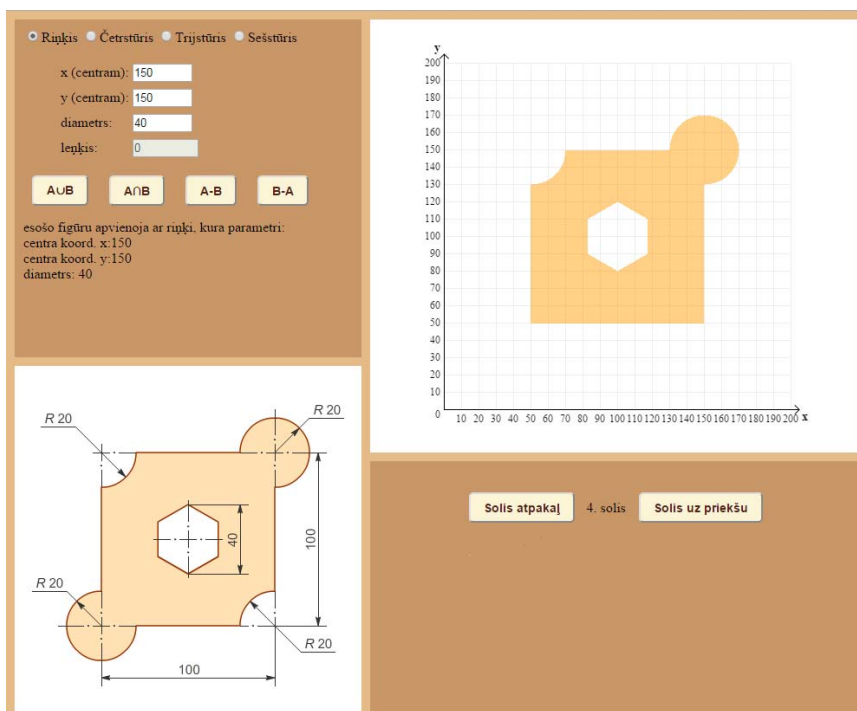 Riņķis Četrstūris Trijstūris Sešstūris
x (centram): 150
y (centram): 150
diametrs: 40
leņķis: 0
A∪B A∩B A-B B-A
esošo figūru apvienoja ar riņķi, kura parametri:
centra koord. x:150
centra koord. y:150
diametrs: 40
y
200
190
180
170
160
150
140
130
120
110
100
90
80
70
60
50
40
30
20
10
0
10 20 30 40 50 60 70 80 90 100 110 120 130 140 150 160 170 180 190 200 x
R 20
R 20
40
100
R 20
R 20
100
Solis atpakaļ 4. solis Solis uz priekšu